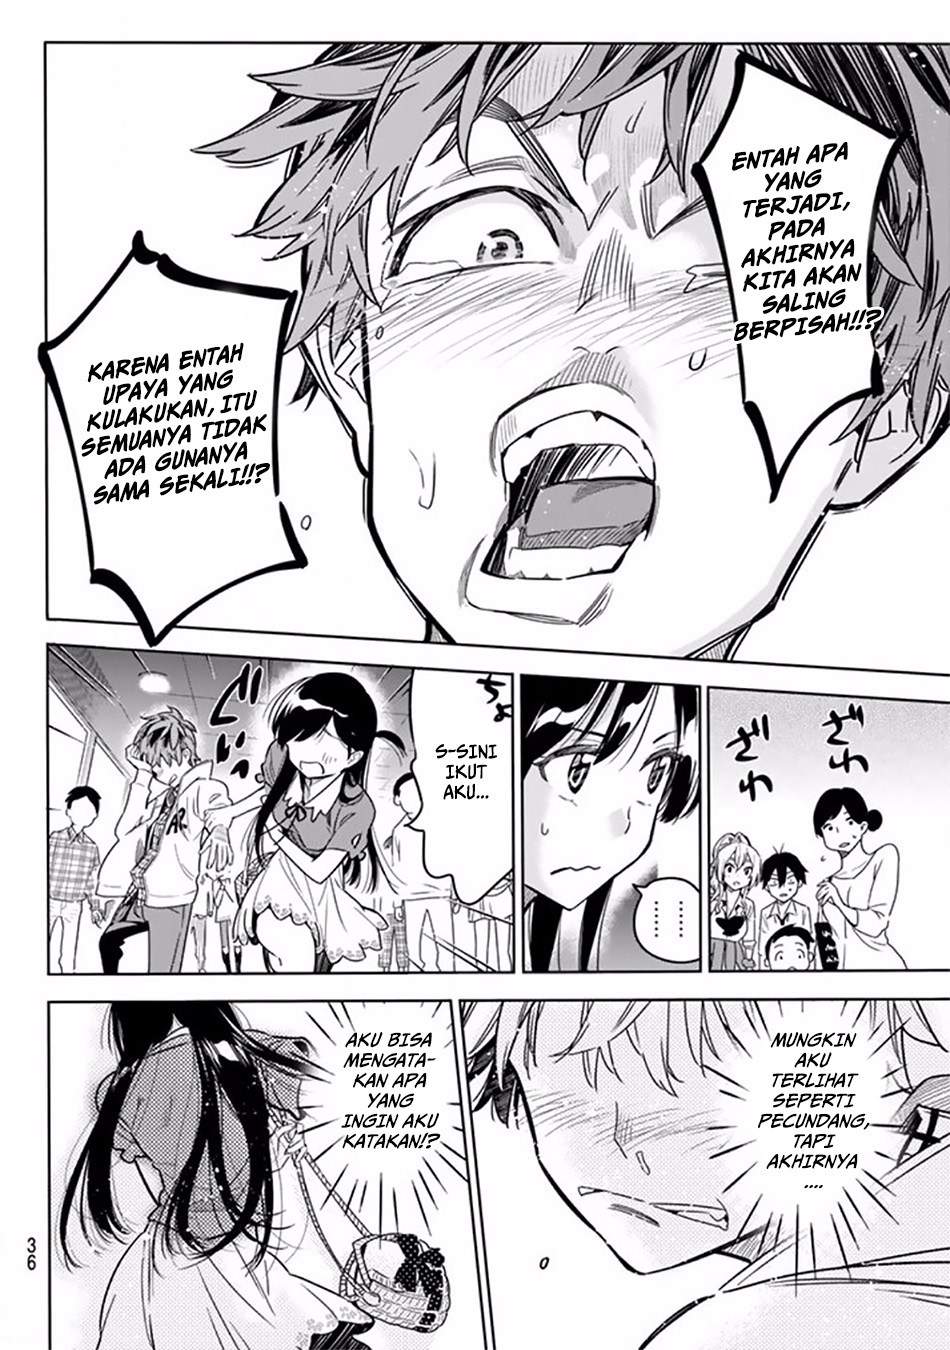 ENTAH APA
YANG
TERJADI,
PADA
AKHIRNYA
KITA AKAN
SALING
BERPISAH!!?
KARENA ENTAH
UPAYA YANG
KULAKUKAN, ITU
SEMUANYA TIDAK
ADA GUNANYA
SAMA SEKALI!!?
ざわ
ざわ
......
......
S-SINI
IKUT
AKU...
MUNGKIN
AKU
TERLIHAT
SEPERTI
PECUNDANG,
TAPI
AKHIRNYA
....
AKU BISA
MENGATA-
KAN APA
YANG
INGIN AKU
KATAKAN!?
36